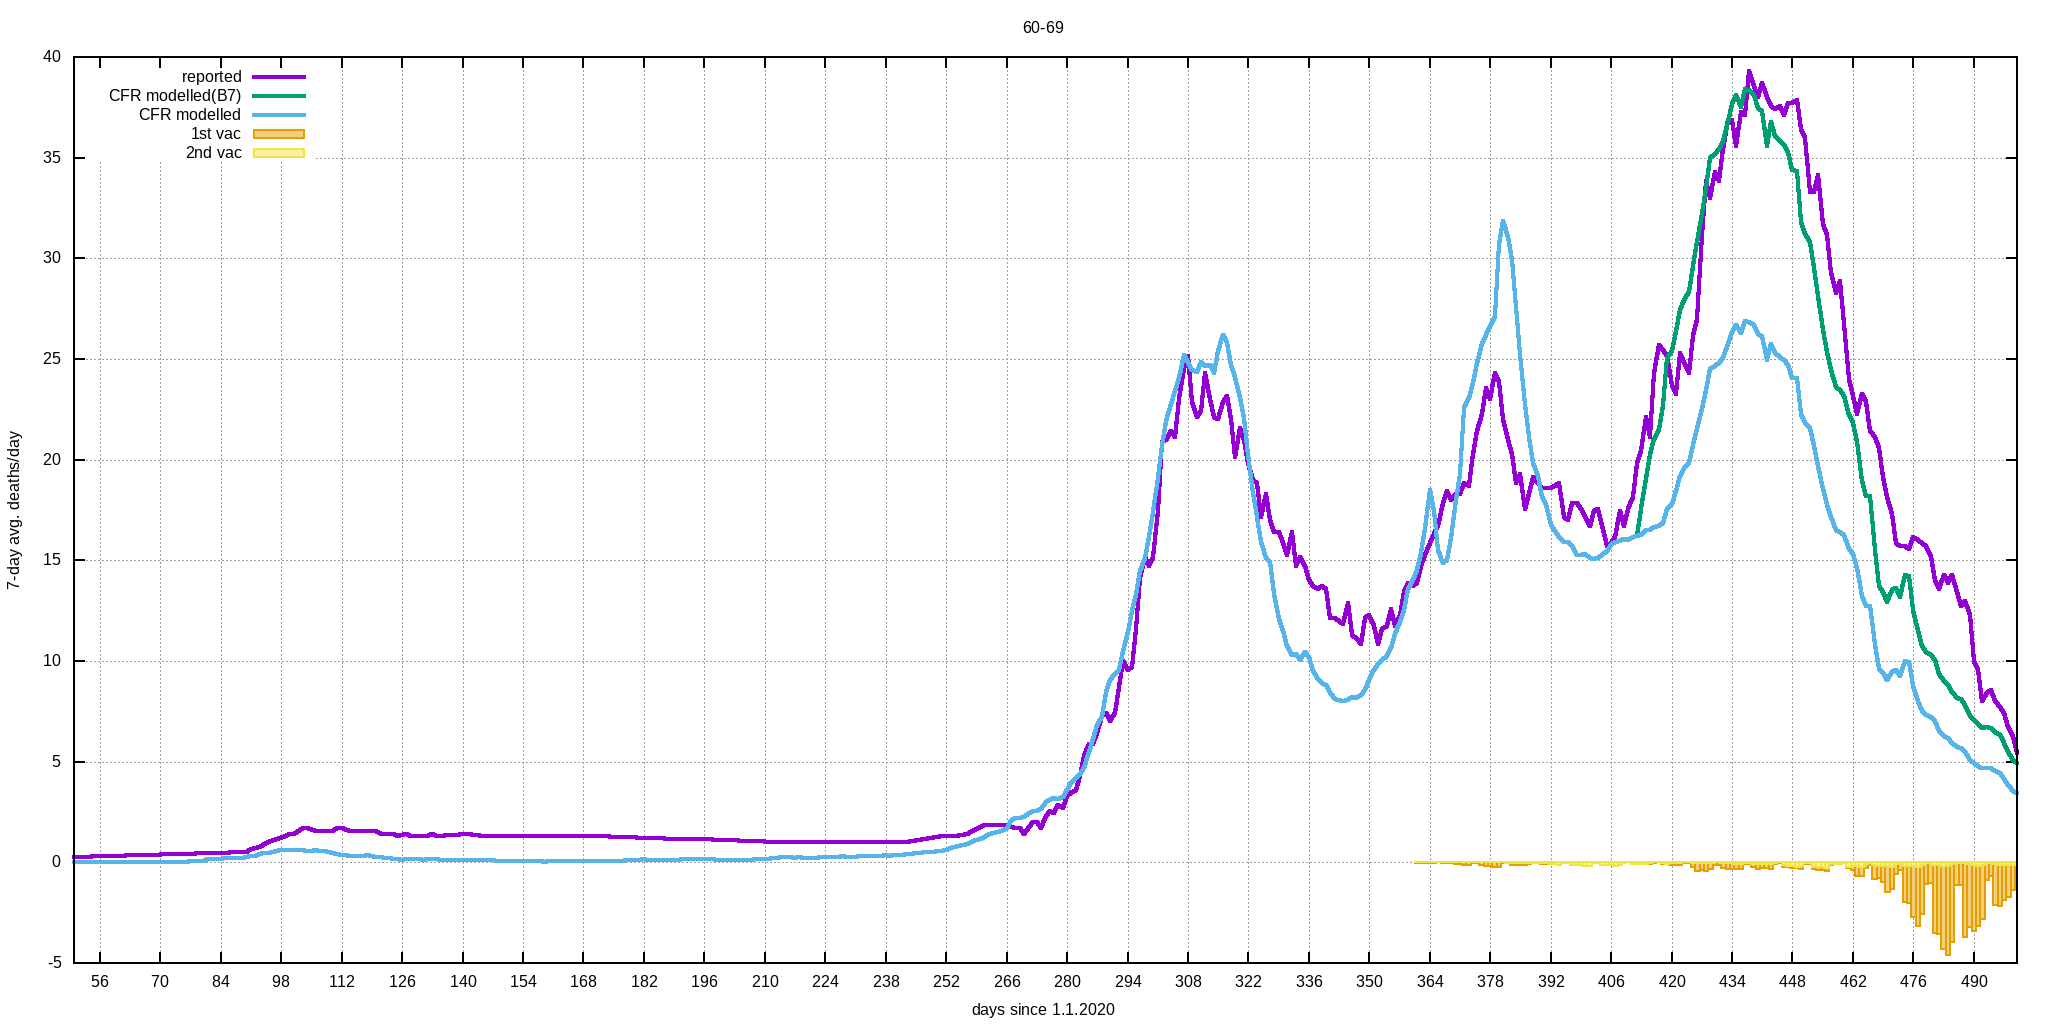 60-69
reported
CFR modelled(B7)
CFR modelled
1st vac
2nd vac
40
35
30
25
20
15
10
5
0
-5
7-day avg. deaths/day
56 70 84 98 112 126 140 154 168 182 196 210 224 238 252 266 280 294 308 322 336 350 364 378 392 406 420 434 448 462 476 490
days since 1.1.2020